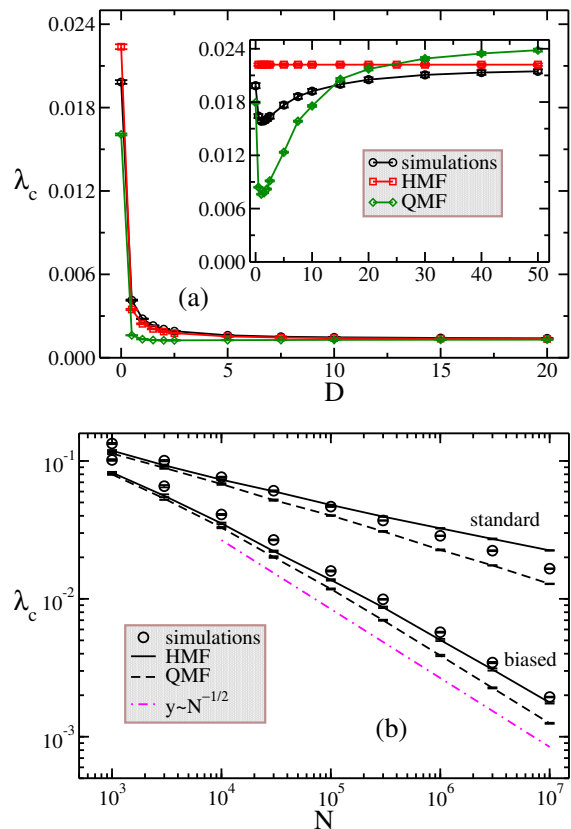 0.024
0.018
0.012
0.006
0.000
λc
0 5 10 15 20
D
(a)
0.024
0.018
0.012
0.006
0.000
0 10 20 30 40 50
simulations
HMF
QMF
10⁻¹
10⁻²
10⁻³
λc
10³ 10⁴ 10⁵ 10⁶ 10⁷
N
standard
biased
simulations
HMF
QMF
y~N⁻¹/²
(b)